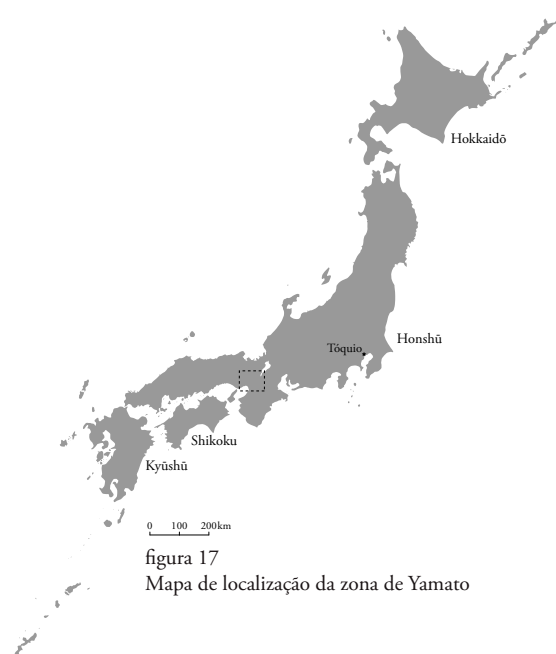 Hokkaidō
Honshū
Tóquio
Shikoku
Kyūshū
0 100 200km
figura 17
Mapa de localização da zona de Yamato